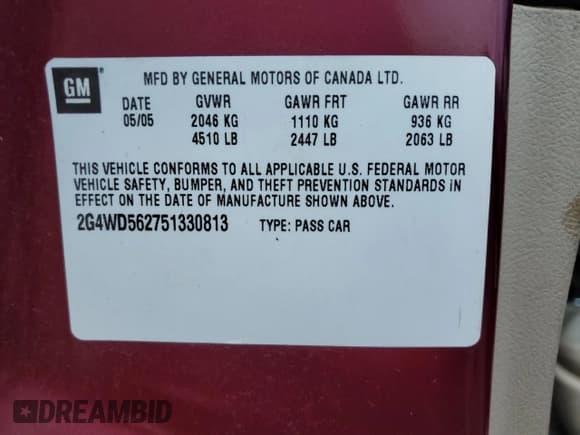 GM ®
MFD BY GENERAL MOTORS OF CANADA LTD.
DATE GVWR GAWR FRT GAWR RR
05/05 2046 KG 1110 KG 936 KG
4510 LB 2447 LB 2063 LB
THIS VEHICLE CONFORMS TO ALL APPLICABLE U.S. FEDERAL MOTOR
VEHICLE SAFETY, BUMPER, AND THEFT PREVENTION STANDARDS IN
EFFECT ON THE DATE OF MANUFACTURE SHOWN ABOVE.
2G4WD562751330813 TYPE: PASS CAR
DREAMBID